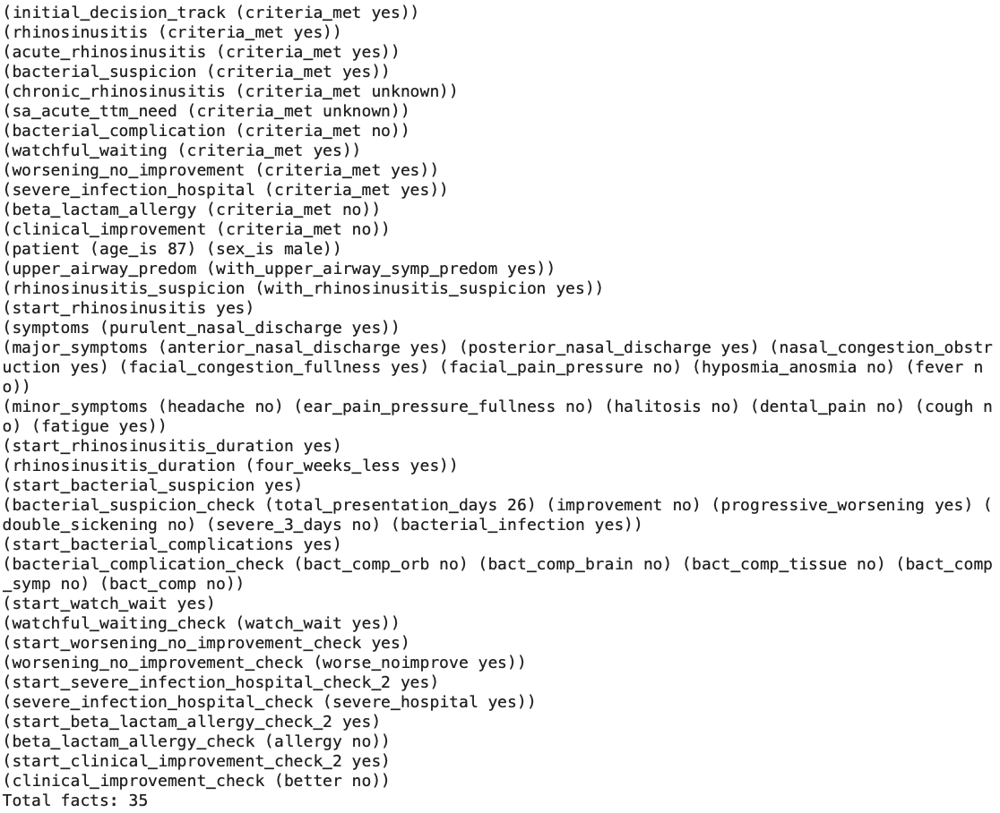 (initial_decision_track (criteria_met yes))
(rhinosinusitis (criteria_met yes))
(acute_rhinosinusitis (criteria_met yes))
(bacterial_suspicion (criteria_met yes))
(chronic_rhinosinusitis (criteria_met unknown))
(sa_acute_ttm_need (criteria_met unknown))
(bacterial_complication (criteria_met no))
(watchful_waiting (criteria_met yes))
(worsening_no_improvement (criteria_met yes))
(severe_infection_hospital (criteria_met yes))
(beta_lactam_allergy (criteria_met no))
(clinical_improvement (criteria_met no))
(patient (age_is 87) (sex_is male))
(upper_airway_predom (with_upper_airway_symp_predom yes))
(rhinosinusitis_suspicion (with_rhinosinusitis_suspicion yes))
(start_rhinosinusitis yes)
(symptoms (purulent_nasal_discharge yes))
(major_symptoms (anterior_nasal_discharge yes) (posterior_nasal_discharge yes) (nasal_congestion_obstr
uction yes) (facial_congestion_fullness yes) (facial_pain_pressure no) (hyposmia_anosmia no) (fever n
o))
(minor_symptoms (headache no) (ear_pain_pressure_fullness no) (halitosis no) (dental_pain no) (cough n
o) (fatigue yes))
(start_rhinosinusitis_duration yes)
(rhinosinusitis_duration (four_weeks_less yes))
(start_bacterial_suspicion yes)
(bacterial_suspicion_check (total_presentation_days 26) (improvement no) (progressive_worsening yes) (
double_sickening no) (severe_3_days no) (bacterial_infection yes))
(start_bacterial_complications yes)
(bacterial_complication_check (bact_comp_orb no) (bact_comp_brain no) (bact_comp_tissue no) (bact_comp
_symp no) (bact_comp no))
(start_watch_wait yes)
(watchful_waiting_check (watch_wait yes))
(start_worsening_no_improvement_check yes)
(worsening_no_improvement_check (worse_noimprove yes))
(start_severe_infection_hospital_check_2 yes)
(severe_infection_hospital_check (severe_hospital yes))
(start_beta_lactam_allergy_check_2 yes)
(beta_lactam_allergy_check (allergy no))
(start_clinical_improvement_check_2 yes)
(clinical_improvement_check (better no))
Total facts: 35